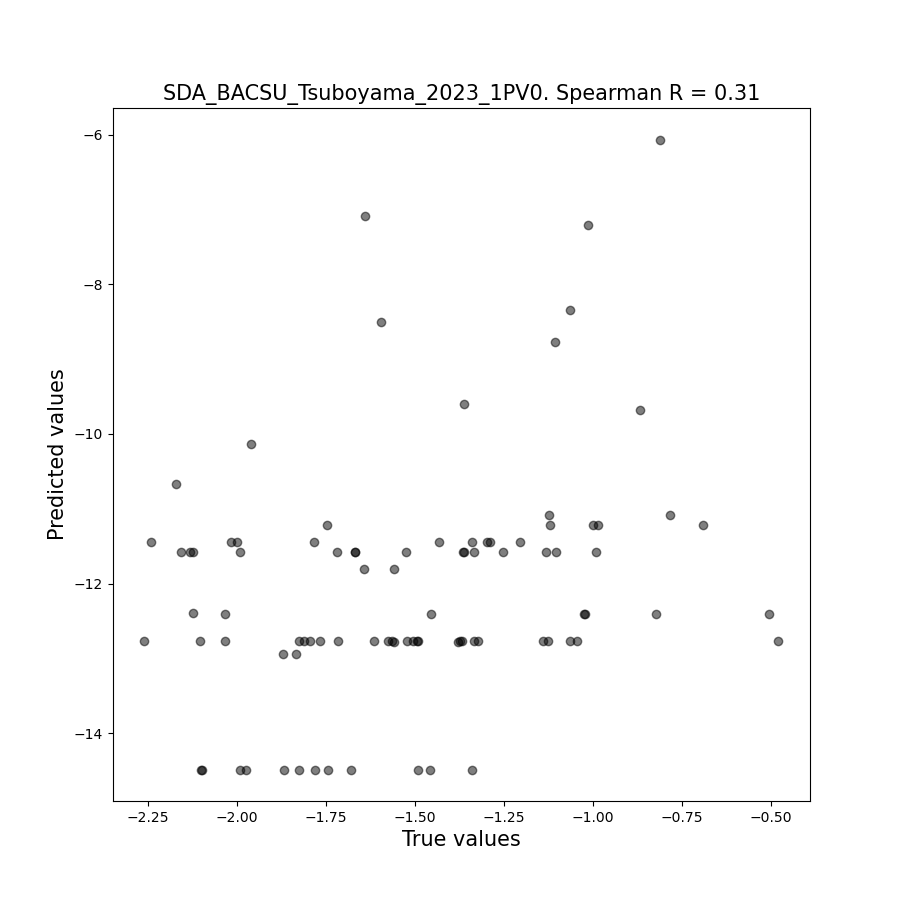 SDA_BACSU_Tsuboyama_2023_1PV0. Spearman R = 0.31
−6
−8
−10
−12
−14
Predicted values
−2.25 −2.00 −1.75 −1.50 −1.25 −1.00 −0.75 −0.50
True values